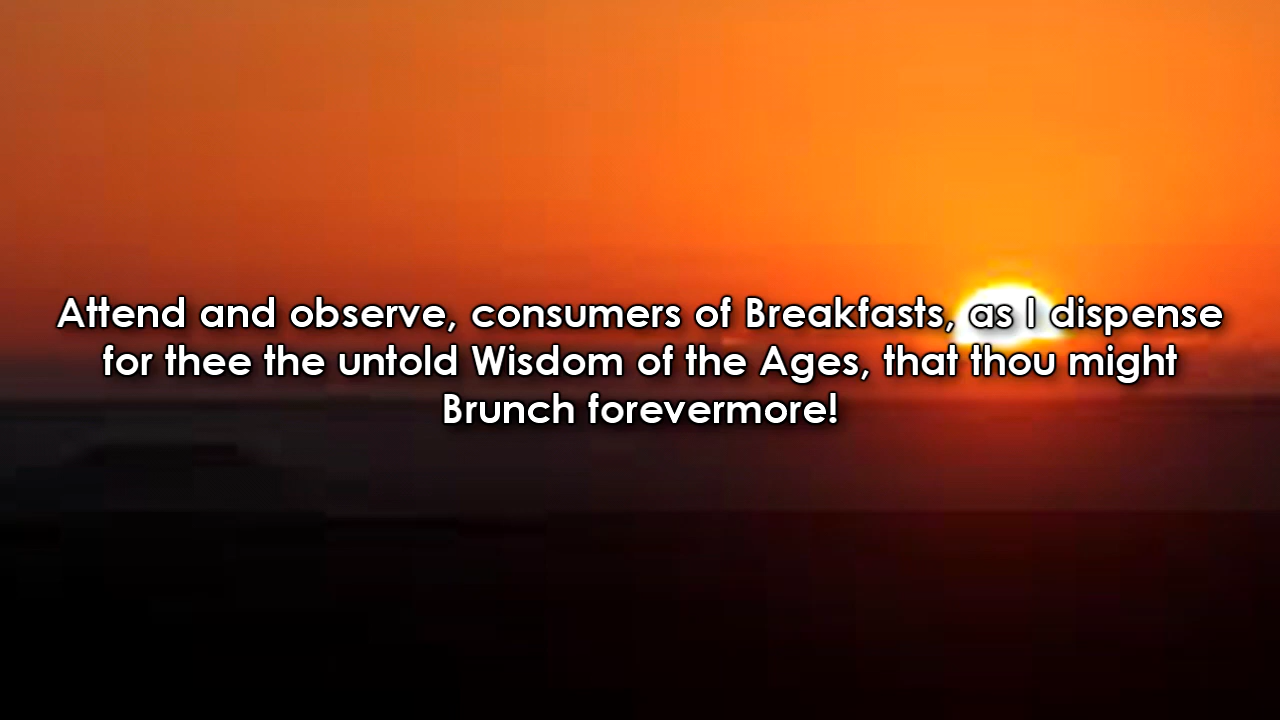 Attend and observe, consumers of Breakfasts, as I dispense
for thee the untold Wisdom of the Ages, that thou might
Brunch forevermore!